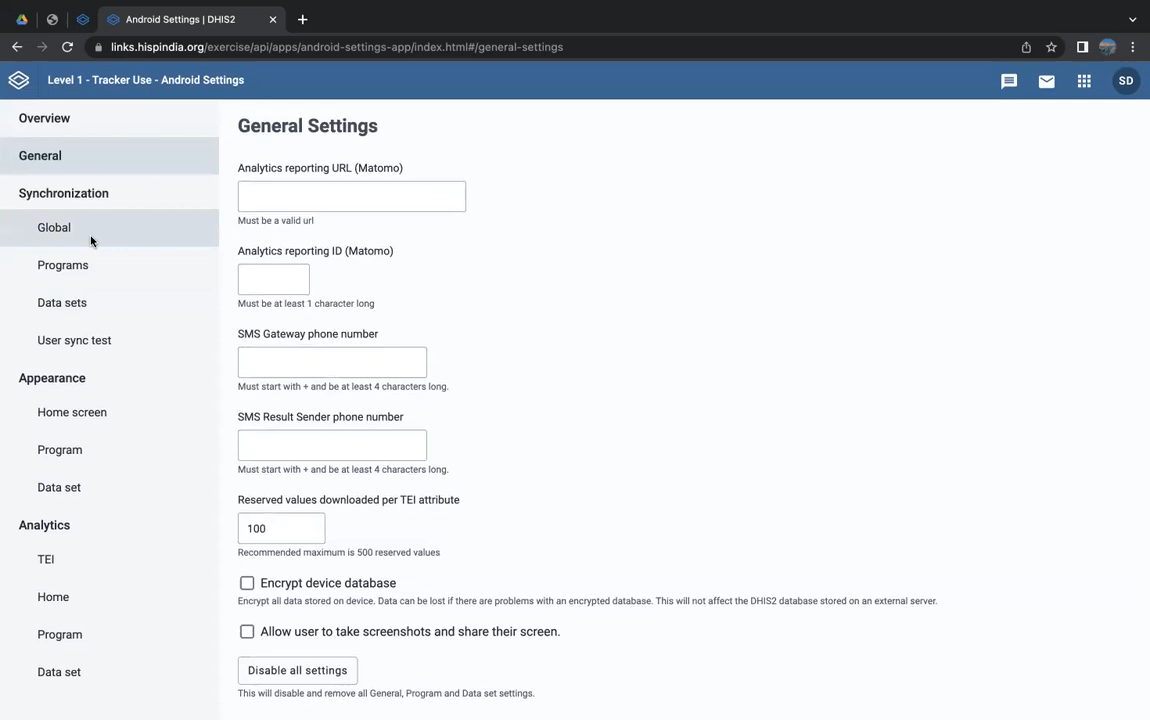 Android Settings | DHIS2
links.hispindia.org/exercise/api/apps/android-settings-app/index.html#/general-settings
Level 1 - Tracker Use - Android Settings
SD
Overview
General
Synchronization
Global
Programs
Data sets
User sync test
Appearance
Home screen
Program
Data set
Analytics
TEI
Home
Program
Data set
General Settings
Analytics reporting URL (Matomo)
Must be a valid url
Analytics reporting ID (Matomo)
Must be at least 1 character long
SMS Gateway phone number
Must start with + and be at least 4 characters long.
SMS Result Sender phone number
Must start with + and be at least 4 characters long.
Reserved values downloaded per TEI attribute
100
Recommended maximum is 500 reserved values
Encrypt device database
Encrypt all data stored on device. Data can be lost if there are problems with an encrypted database. This will not affect the DHIS2 database stored on an external server.
Allow user to take screenshots and share their screen.
Disable all settings
This will disable and remove all General, Program and Data set settings.